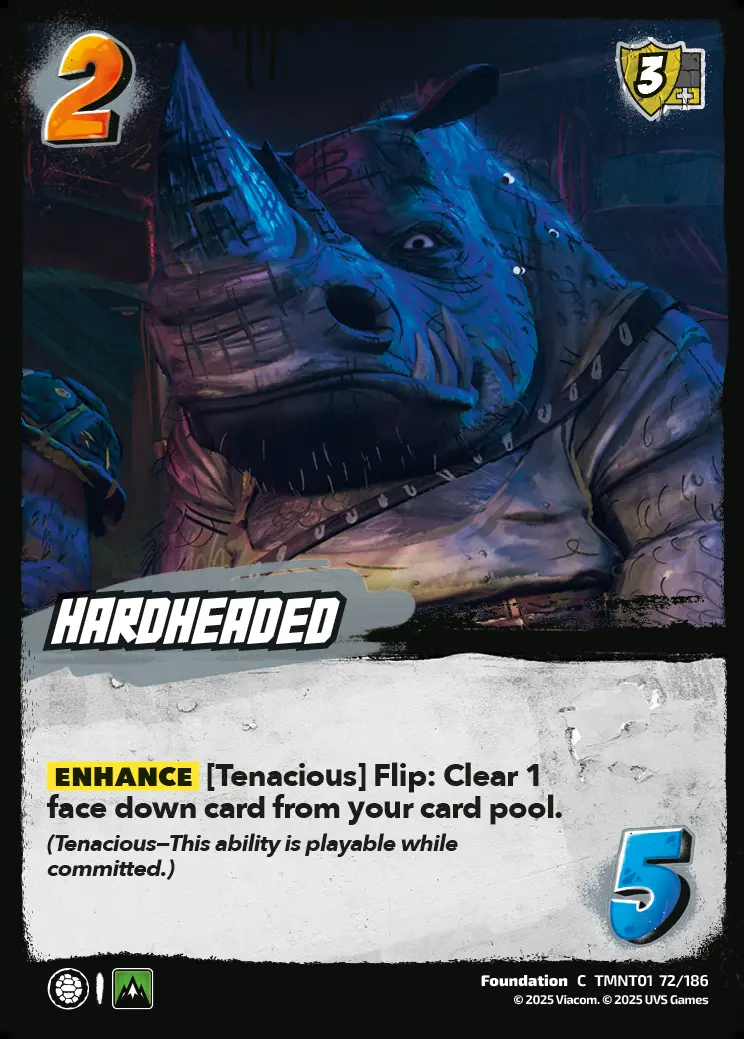 2
3
HARDHEADED
ENHANCE [Tenacious] Flip: Clear 1
face down card from your card pool.
(Tenacious—This ability is playable while
committed.)
5
Foundation C TMNT01 72/186
© 2025 Viacom. © 2025 UVS Games